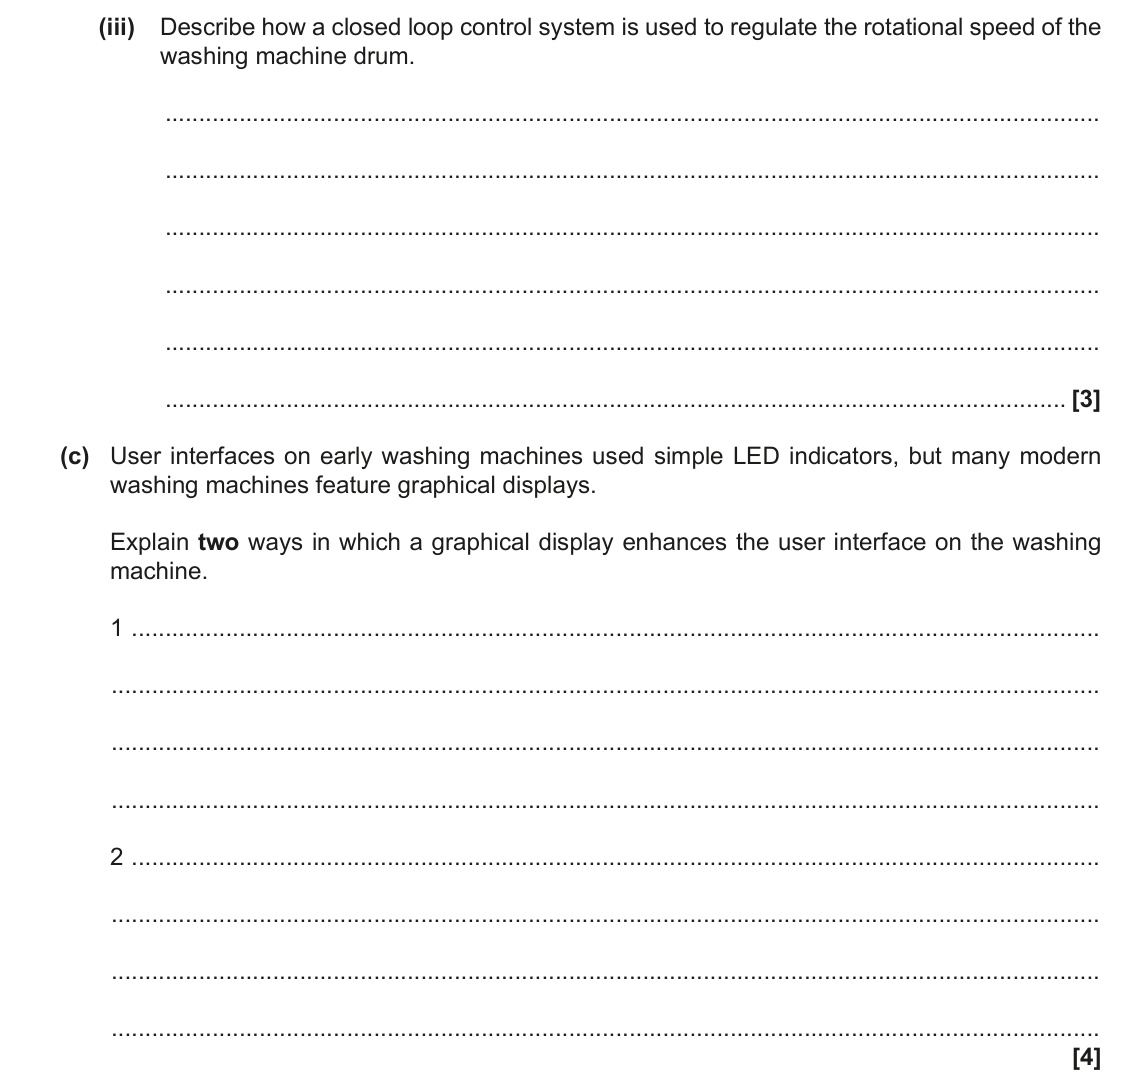 (iii) Describe how a closed loop control system is used to regulate the rotational speed of the
washing machine drum.
..........................................................................................................................................
..........................................................................................................................................
..........................................................................................................................................
..........................................................................................................................................
..........................................................................................................................................
..................................................................................................................................... [3]
(c) User interfaces on early washing machines used simple LED indicators, but many modern
washing machines feature graphical displays.
Explain two ways in which a graphical display enhances the user interface on the washing
machine.
1 ................................................................................................................................................
...................................................................................................................................................
...................................................................................................................................................
...................................................................................................................................................
2 ................................................................................................................................................
...................................................................................................................................................
...................................................................................................................................................
...................................................................................................................................................
[4]